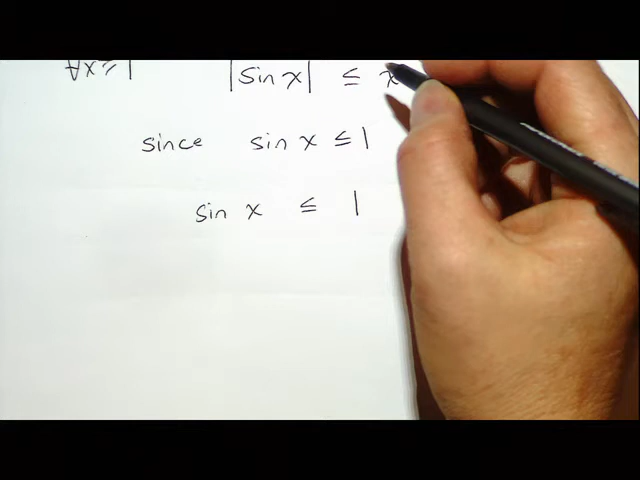 ∀x≥1 |sin x| ≤ x
since sin x ≤ 1
sin x ≤ 1